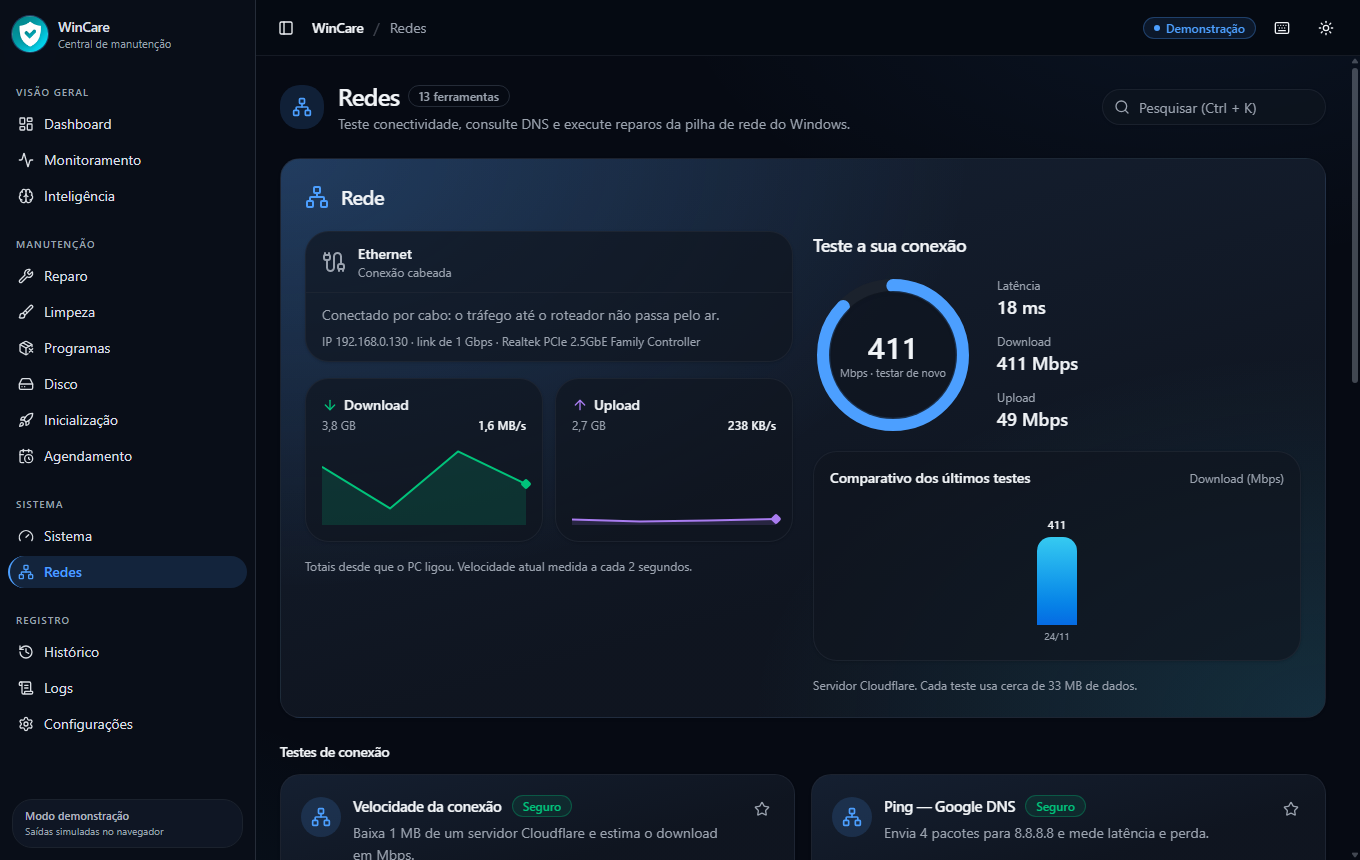 WinCare
Central de manutenção
VISÃO GERAL
Dashboard
Monitoramento
Inteligência
MANUTENÇÃO
Reparo
Limpeza
Programas
Disco
Inicialização
Agendamento
SISTEMA
Sistema
Redes
REGISTRO
Histórico
Logs
Configurações
Modo demonstração
Saídas simuladas no navegador
WinCare / Redes
Demonstração
Redes
13 ferramentas
Teste conectividade, consulte DNS e execute reparos da pilha de rede do Windows.
Pesquisar (Ctrl + K)
Rede
Ethernet
Conexão cabeada
Conectado por cabo: o tráfego até o roteador não passa pelo ar.
IP 192.168.0.130 · link de 1 Gbps · Realtek PCIe 2.5GbE Family Controller
Download
3,8 GB
1,6 MB/s
Upload
2,7 GB
238 KB/s
Totais desde que o PC ligou. Velocidade atual medida a cada 2 segundos.
Teste a sua conexão
411
Mbps · testar de novo
Latência
18 ms
Download
411 Mbps
Upload
49 Mbps
Comparativo dos últimos testes
Download (Mbps)
411
24/11
Servidor Cloudflare. Cada teste usa cerca de 33 MB de dados.
Testes de conexão
Velocidade da conexão
Seguro
Baixa 1 MB de um servidor Cloudflare e estima o download
em Mbps.
Ping — Google DNS
Seguro
Envia 4 pacotes para 8.8.8.8 e mede latência e perda.